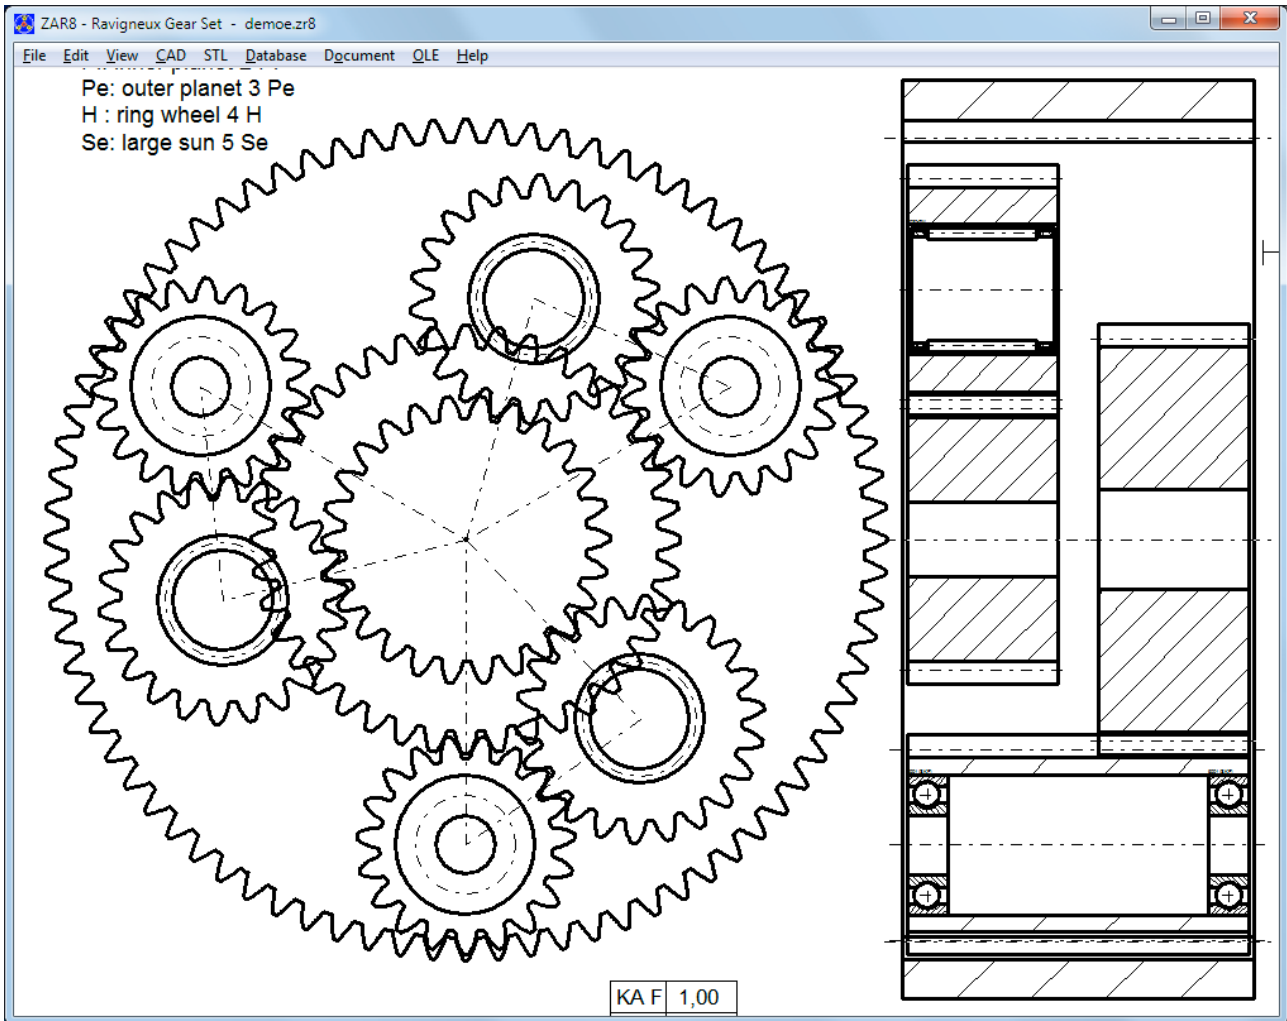 ZAR8 - Ravigneux Gear Set - demoe.zr8
File Edit View CAD STL Database Document OLE Help
Pe: outer planet 3 Pe
H : ring wheel 4 H
Se: large sun 5 Se
KA F 1,00